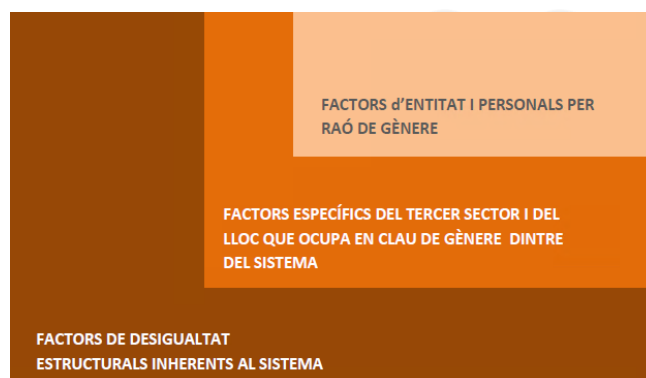 FACTORS d’ENTITAT I PERSONALS PER
RAÓ DE GÈNERE
FACTORS ESPECÍFICS DEL TERCER SECTOR I DEL
LLOC QUE OCUPA EN CLAU DE GÈNERE DINTRE
DEL SISTEMA
FACTORS DE DESIGUALTAT
ESTRUCTURALS INHERENTS AL SISTEMA